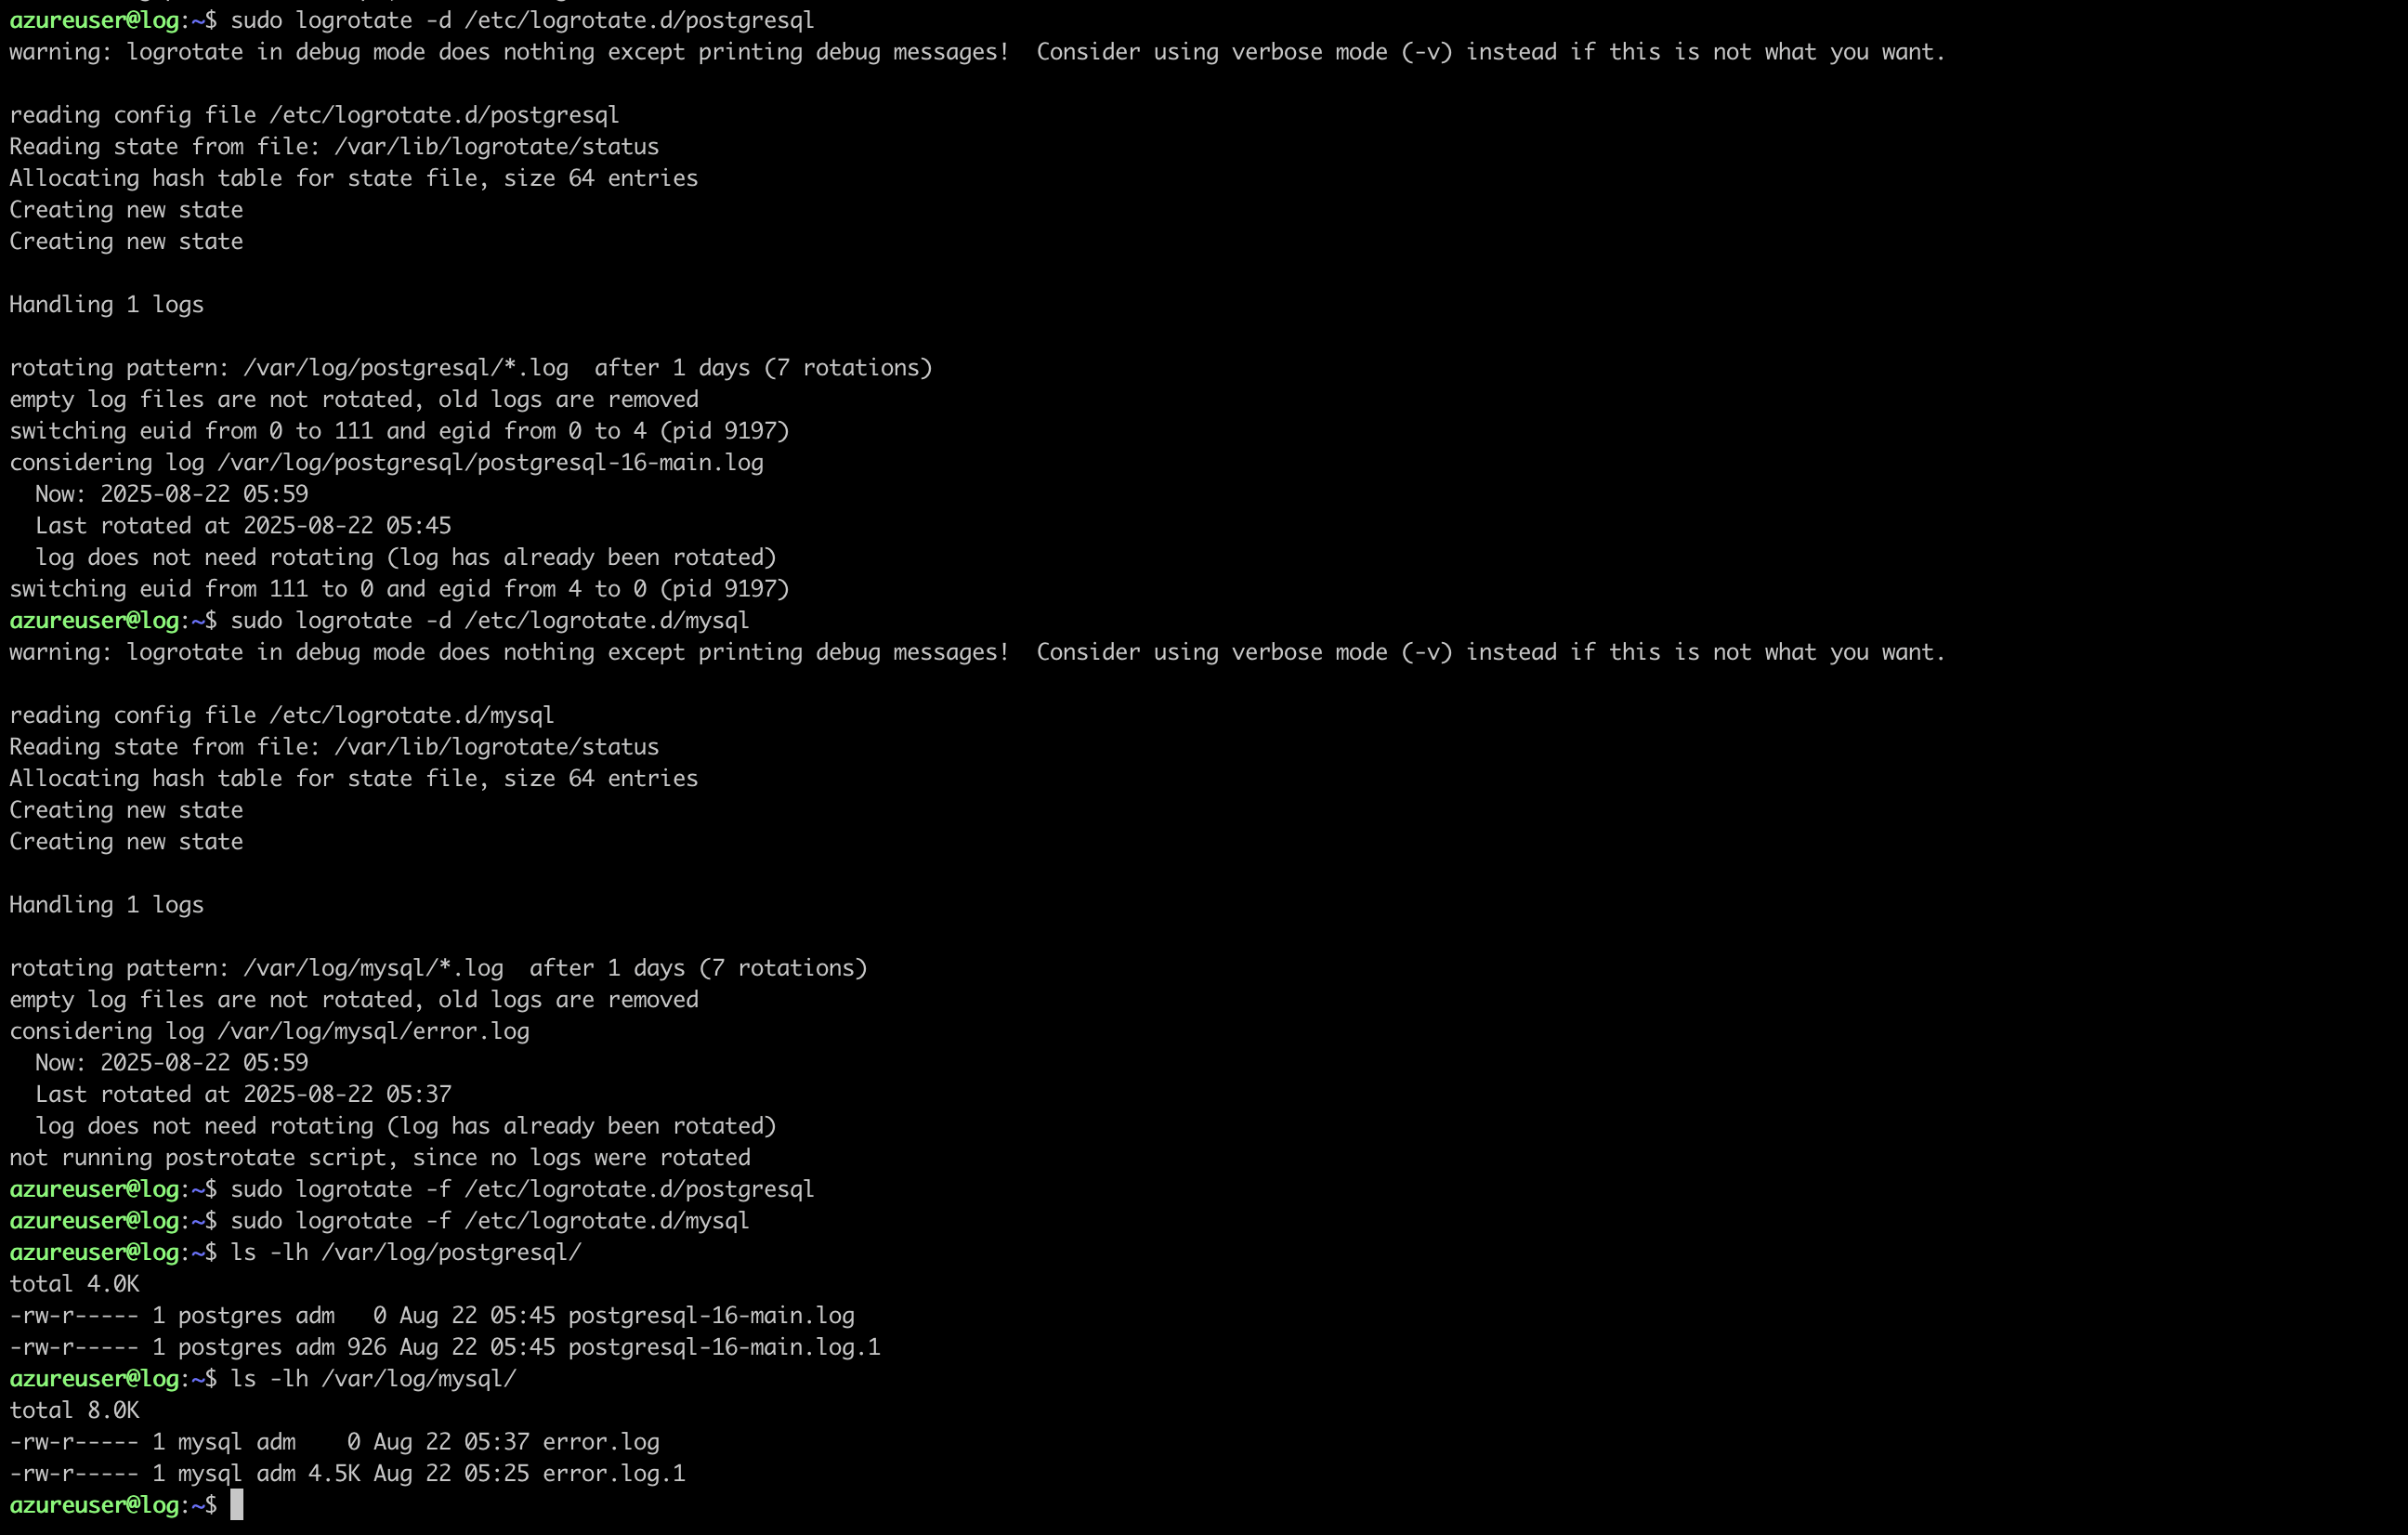 azureuser@log:~$ sudo logrotate -d /etc/logrotate.d/postgresql
warning: logrotate in debug mode does nothing except printing debug messages!  Consider using verbose mode (-v) instead if this is not what you want.

reading config file /etc/logrotate.d/postgresql
Reading state from file: /var/lib/logrotate/status
Allocating hash table for state file, size 64 entries
Creating new state
Creating new state

Handling 1 logs

rotating pattern: /var/log/postgresql/*.log  after 1 days (7 rotations)
empty log files are not rotated, old logs are removed
switching euid from 0 to 111 and egid from 0 to 4 (pid 9197)
considering log /var/log/postgresql/postgresql-16-main.log
  Now: 2025-08-22 05:59
  Last rotated at 2025-08-22 05:45
  log does not need rotating (log has already been rotated)
switching euid from 111 to 0 and egid from 4 to 0 (pid 9197)
azureuser@log:~$ sudo logrotate -d /etc/logrotate.d/mysql
warning: logrotate in debug mode does nothing except printing debug messages!  Consider using verbose mode (-v) instead if this is not what you want.

reading config file /etc/logrotate.d/mysql
Reading state from file: /var/lib/logrotate/status
Allocating hash table for state file, size 64 entries
Creating new state
Creating new state

Handling 1 logs

rotating pattern: /var/log/mysql/*.log  after 1 days (7 rotations)
empty log files are not rotated, old logs are removed
considering log /var/log/mysql/error.log
  Now: 2025-08-22 05:59
  Last rotated at 2025-08-22 05:37
  log does not need rotating (log has already been rotated)
not running postrotate script, since no logs were rotated
azureuser@log:~$ sudo logrotate -f /etc/logrotate.d/postgresql
azureuser@log:~$ sudo logrotate -f /etc/logrotate.d/mysql
azureuser@log:~$ ls -lh /var/log/postgresql/
total 4.0K
-rw-r----- 1 postgres adm   0 Aug 22 05:45 postgresql-16-main.log
-rw-r----- 1 postgres adm 926 Aug 22 05:45 postgresql-16-main.log.1
azureuser@log:~$ ls -lh /var/log/mysql/
total 8.0K
-rw-r----- 1 mysql adm    0 Aug 22 05:37 error.log
-rw-r----- 1 mysql adm 4.5K Aug 22 05:25 error.log.1
azureuser@log:~$